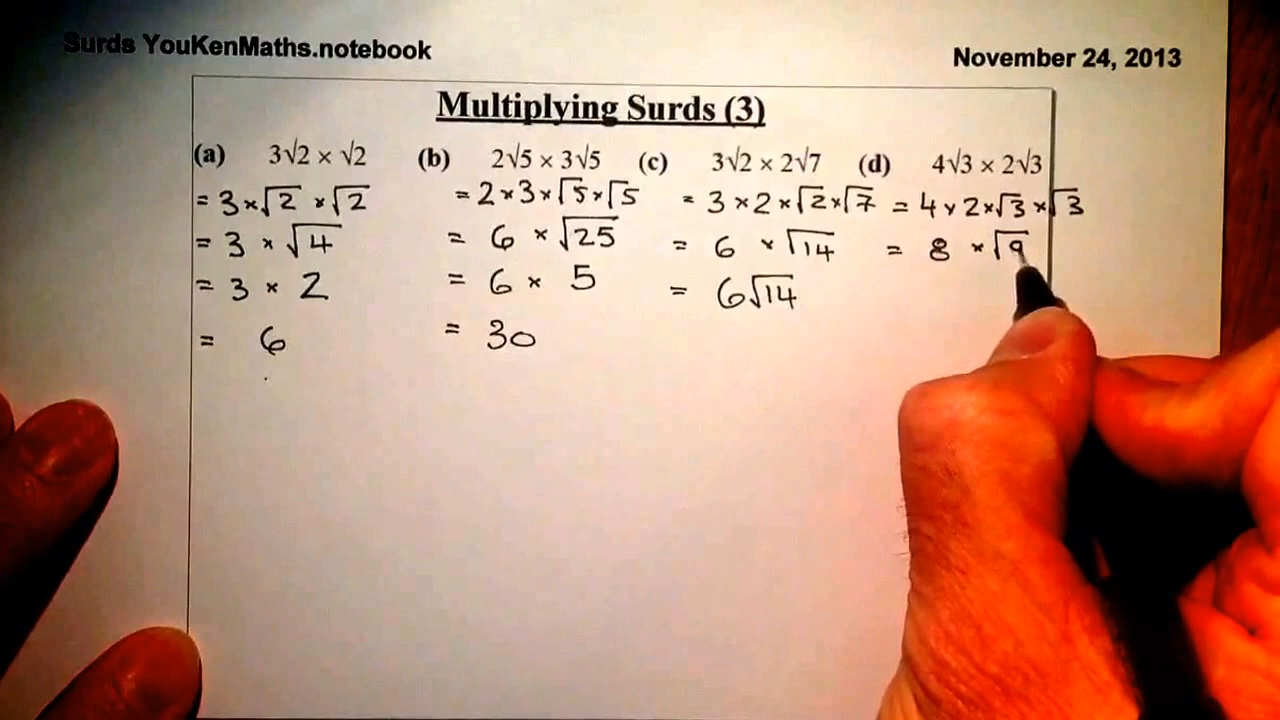 Surds YouKenMaths.notebook
November 24, 2013
Multiplying Surds (3)
(a) 3√2 × √2
= 3 × √2 × √2
= 3 × √4
= 3 × 2
= 6
(b) 2√5 × 3√5
= 2 × 3 × √5 × √5
= 6 × √25
= 6 × 5
= 30
(c) 3√2 × 2√7
= 3 × 2 × √2 × √7
= 6 × √14
= 6√14
(d) 4√3 × 2√3
= 4 × 2 × √3 × √3
= 8 × √9